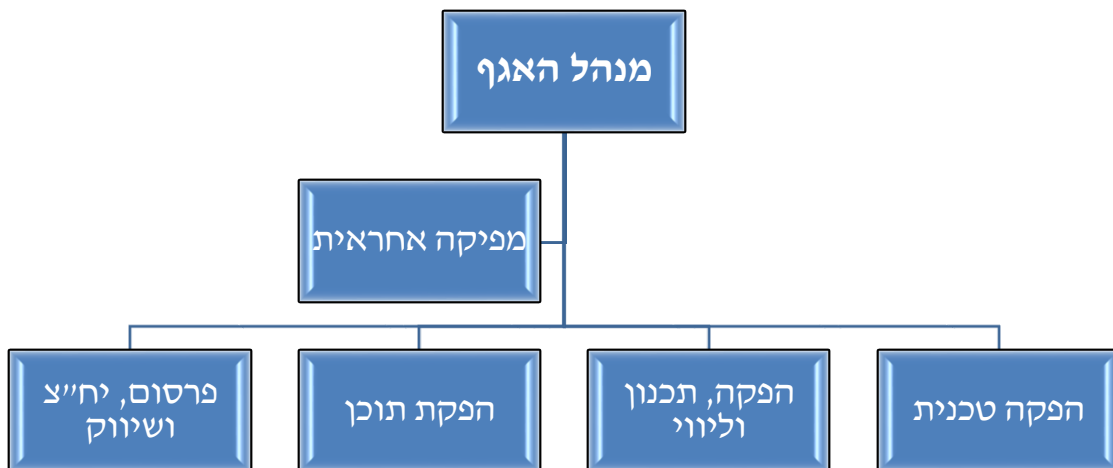 מנהל האגף
מפיקה אחראית
הפקה טכנית
הפקה, תכנון
וליווי
הפקת תוכן
פרסום, יח״צ
ושיווק